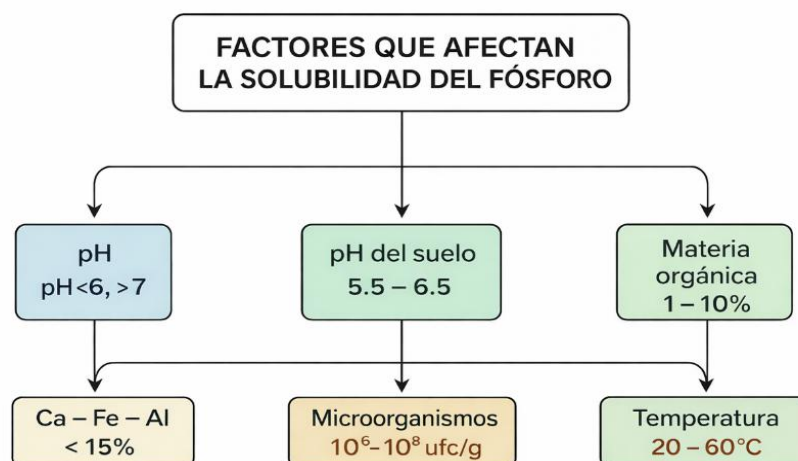 FACTORES QUE AFECTAN
LA SOLUBILIDAD DEL FÓSFORO
pH
pH<6, >7
pH del suelo
5.5 – 6.5
Materia
orgánica
1 – 10%
Ca – Fe – Al
< 15%
Microorganismos
10⁶–10⁸ ufc/g
Temperatura
20 – 60°C